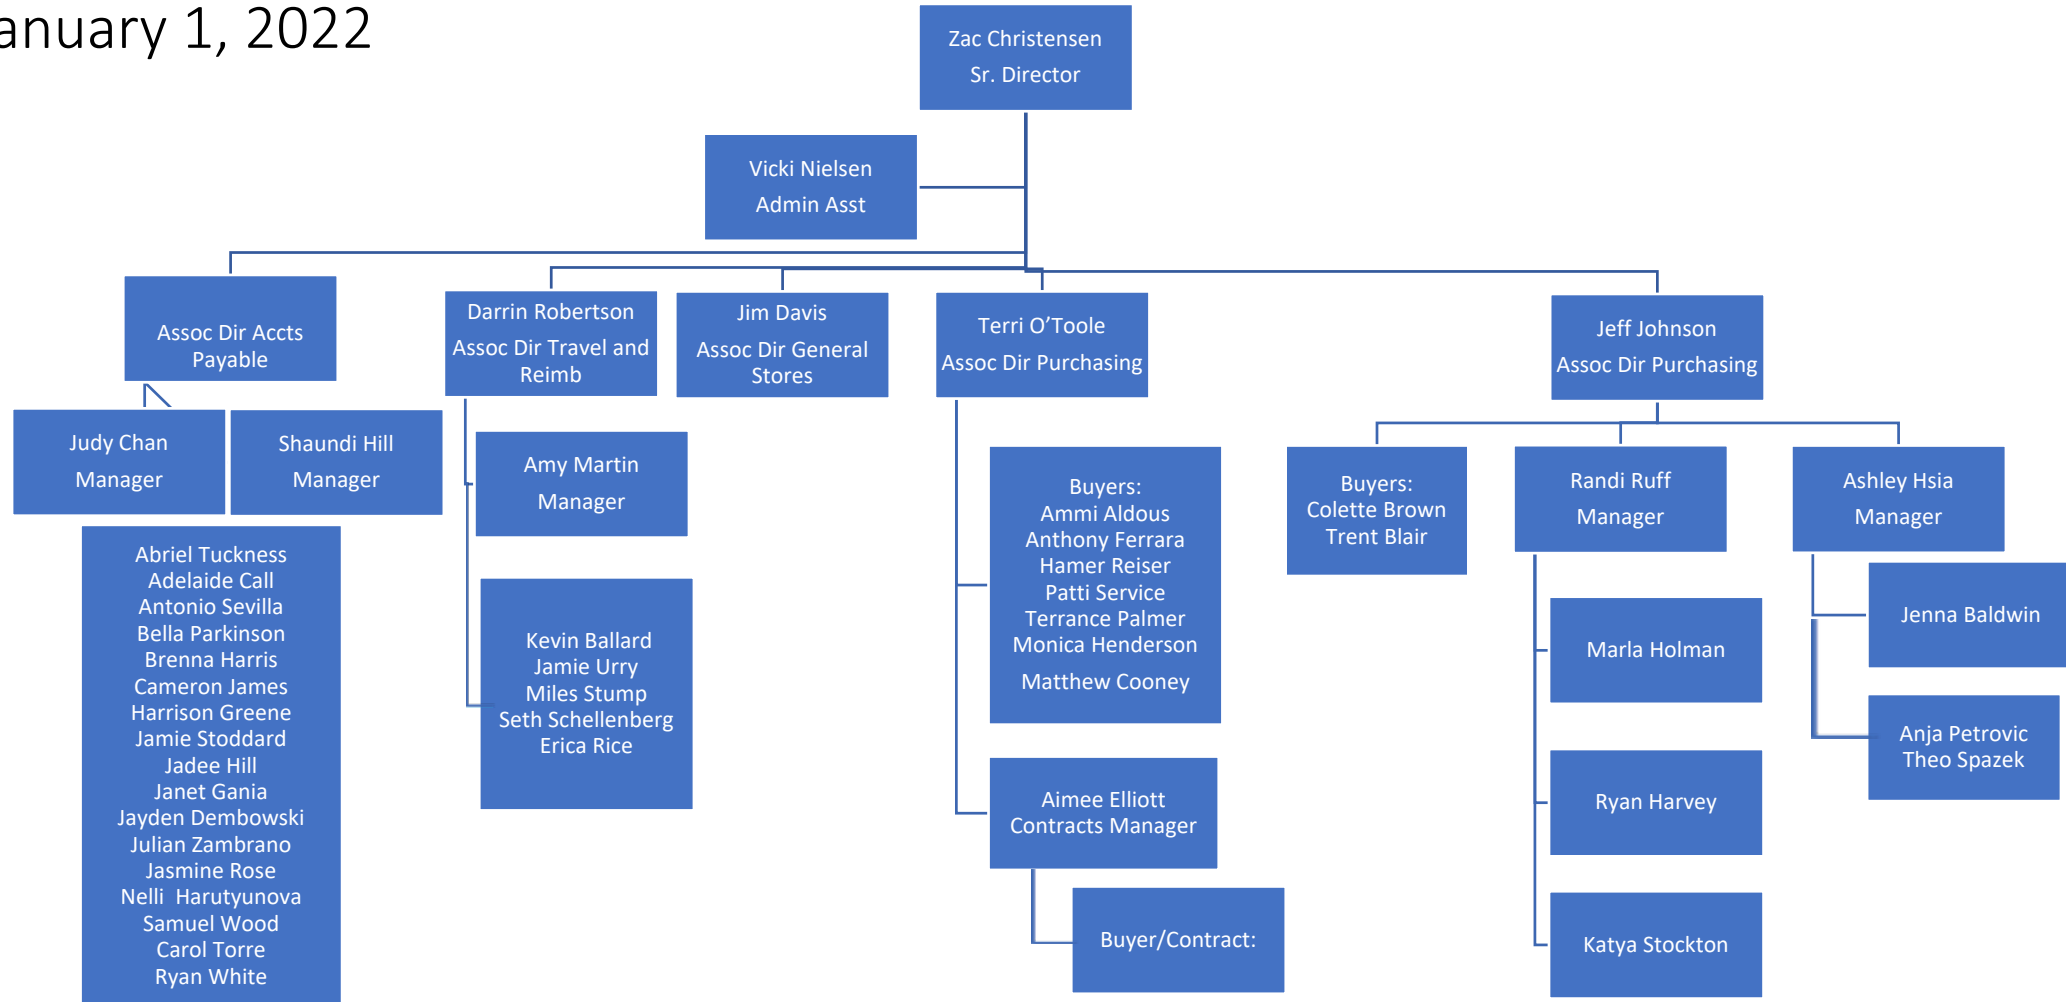 anuary 1, 2022
Zac Christensen
Sr. Director
Vicki Nielsen
Admin Asst
Assoc Dir Accts
Payable
Darrin Robertson
Assoc Dir Travel and
Reimb
Jim Davis
Assoc Dir General
Stores
Terri O’Toole
Assoc Dir Purchasing
Jeff Johnson
Assoc Dir Purchasing
Judy Chan
Manager
Shaundi Hill
Manager
Abriel Tuckness
Adelaide Call
Antonio Sevilla
Bella Parkinson
Brenna Harris
Cameron James
Harrison Greene
Jamie Stoddard
Jadee Hill
Janet Gania
Jayden Dembowski
Julian Zambrano
Jasmine Rose
Nelli  Harutyunova
Samuel Wood
Carol Torre
Ryan White
Amy Martin
Manager
Kevin Ballard
Jamie Urry
Miles Stump
Seth Schellenberg
Erica Rice
Buyers:
Ammi Aldous
Anthony Ferrara
Hamer Reiser
Patti Service
Terrance Palmer
Monica Henderson
Matthew Cooney
Aimee Elliott
Contracts Manager
Buyer/Contract:
Buyers:
Colette Brown
Trent Blair
Randi Ruff
Manager
Marla Holman
Ryan Harvey
Katya Stockton
Ashley Hsia
Manager
Jenna Baldwin
Anja Petrovic
Theo Spazek